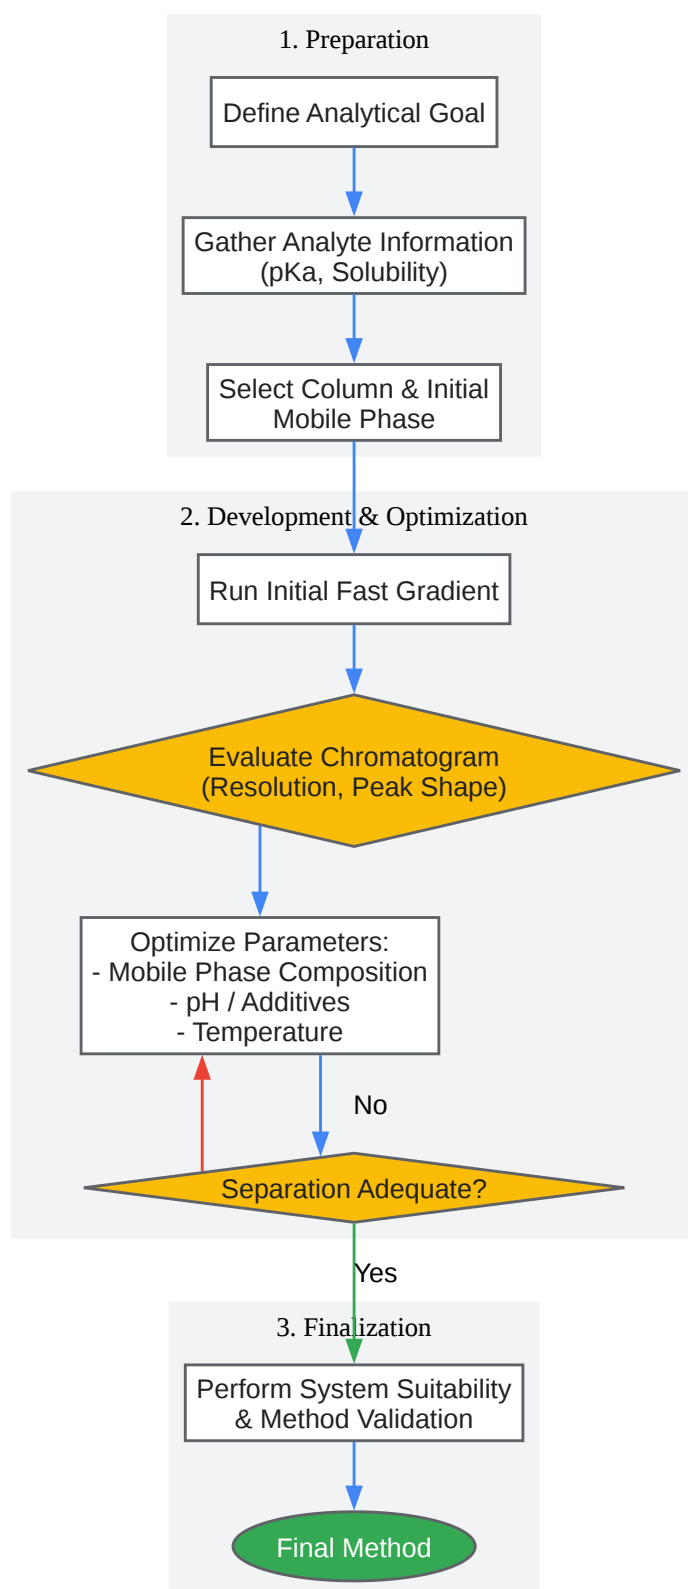 1. Preparation
Define Analytical Goal
Gather Analyte Information
(pKa, Solubility)
Select Column & Initial
Mobile Phase
2. Development & Optimization
Run Initial Fast Gradient
Evaluate Chromatogram
(Resolution, Peak Shape)
Optimize Parameters:
- Mobile Phase Composition
- pH / Additives
- Temperature
No
Separation Adequate?
Yes
3. Finalization
Perform System Suitability
& Method Validation
Final Method